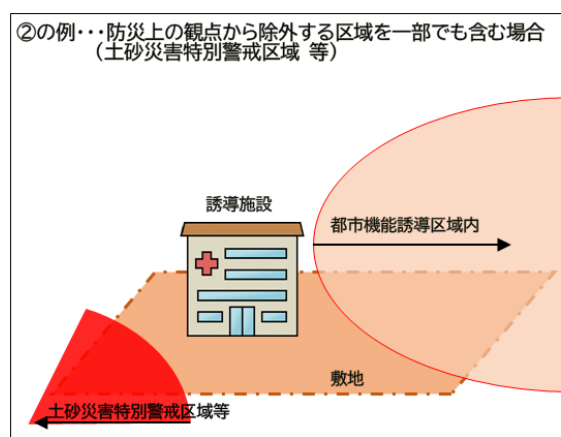 ②の例･･･防災上の観点から除外する区域を一部でも含む場合
（土砂災害特別警戒区域 等）
誘導施設
都市機能誘導区域内
敷地
土砂災害特別警戒区域等